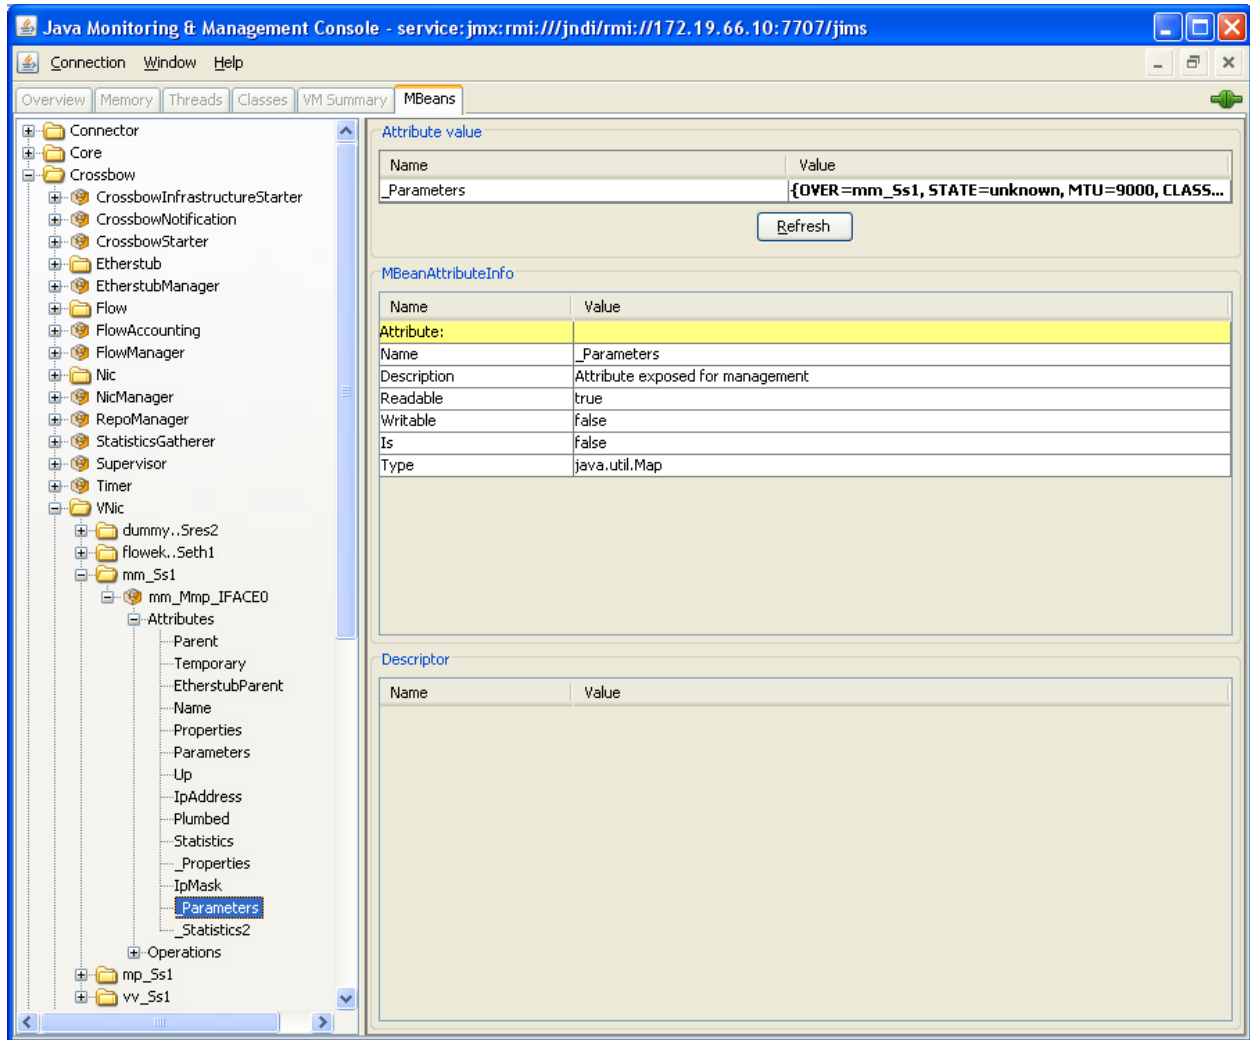 Java Monitoring & Management Console - service:jmx:rmi:///jndi/rmi://172.19.66.10:7707/jims
Connection Window Help
Overview Memory Threads Classes VM Summary MBeans
Connector
Core
Crossbow
CrossbowInfrastructureStarter
CrossbowNotification
CrossbowStarter
Etherstub
EtherstubManager
Flow
FlowAccounting
FlowManager
Nic
NicManager
RepoManager
StatisticsGatherer
Supervisor
Timer
VNic
dummy..Sres2
flowek..Seth1
mm_Ss1
mm_Mmp_IFACE0
Attributes
Parent
Temporary
EtherstubParent
Name
Properties
Parameters
Up
IpAddress
Plumbed
Statistics
_Properties
IpMask
_Parameters
_Statistics2
Operations
mp_Ss1
vv_Ss1
Attribute value
Name Value
_Parameters {OVER=mm_Ss1, STATE=unknown, MTU=9000, CLASS...
Refresh
MBeanAttributeInfo
Name Value
Attribute:
Name _Parameters
Description Attribute exposed for management
Readable true
Writable false
Is false
Type java.util.Map
Descriptor
Name Value